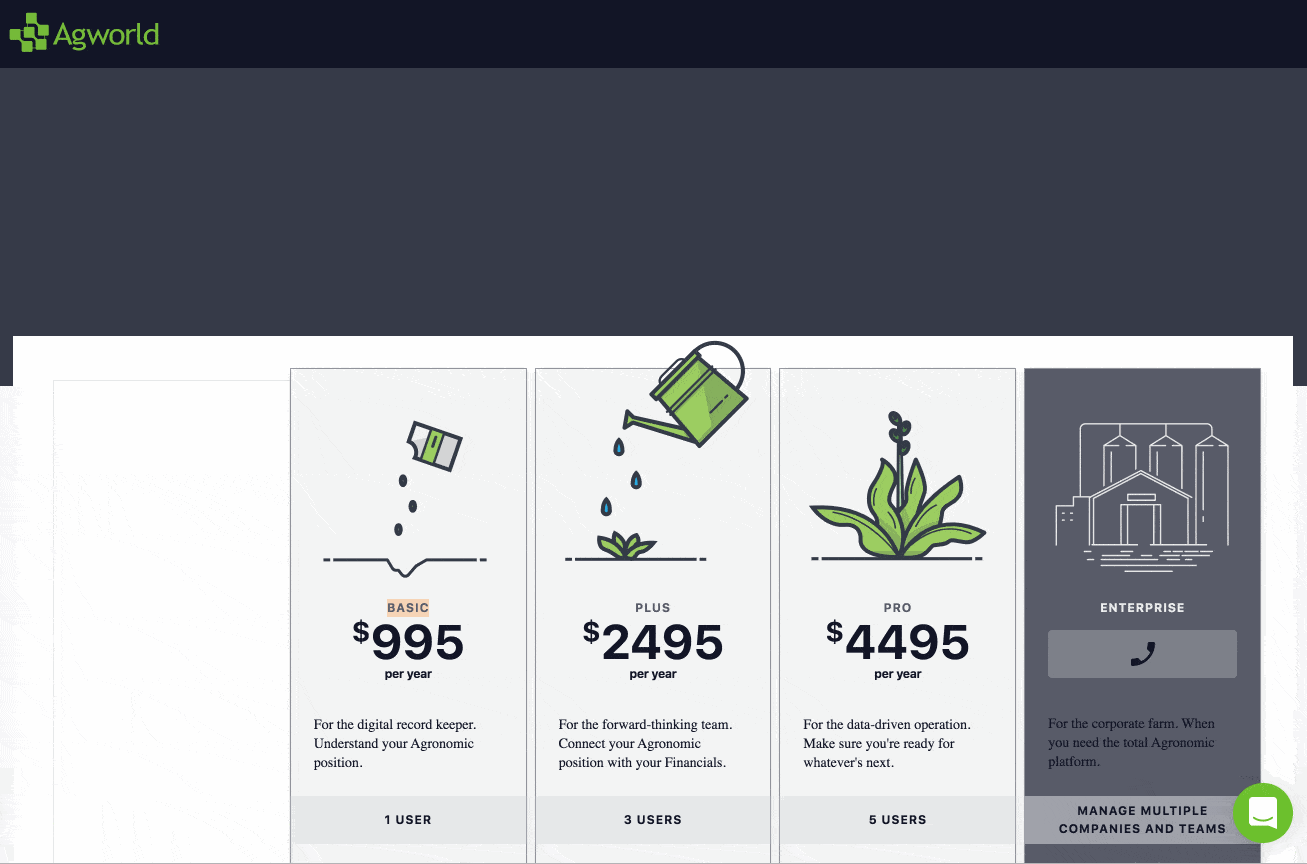 Agworld
BASIC
$995
per year
For the digital record keeper.
Understand your Agronomic
position.
1 USER
PLUS
$2495
per year
For the forward-thinking team.
Connect your Agronomic
position with your Financials.
3 USERS
PRO
$4495
per year
For the data-driven operation.
Make sure you're ready for
whatever's next.
5 USERS
ENTERPRISE
For the corporate farm. When
you need the total Agronomic
platform.
MANAGE MULTIPLE
COMPANIES AND TEAMS